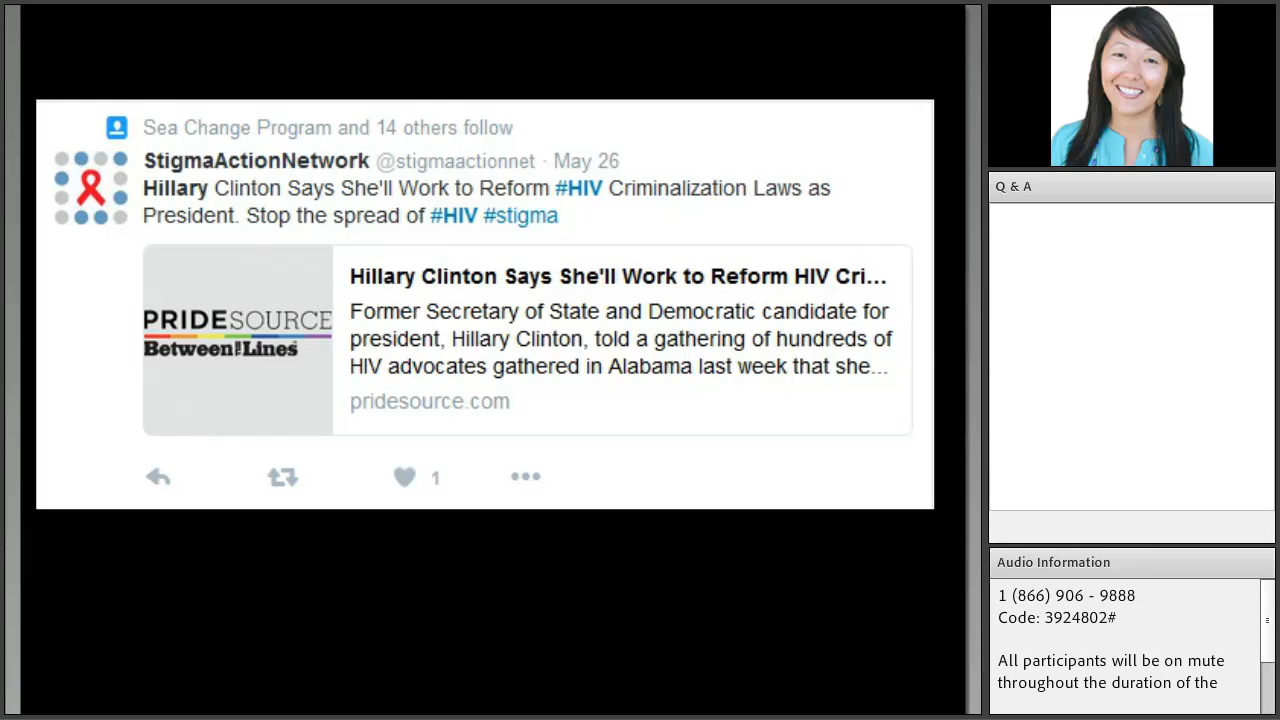 Sea Change Program and 14 others follow
StigmaActionNetwork @stigmaactionnet · May 26
Hillary Clinton Says She'll Work to Reform #HIV Criminalization Laws as
President. Stop the spread of #HIV #stigma
PRIDESOURCE
Between The Lines
Hillary Clinton Says She'll Work to Reform HIV Cri...
Former Secretary of State and Democratic candidate for
president, Hillary Clinton, told a gathering of hundreds of
HIV advocates gathered in Alabama last week that she...
pridesource.com
1
Q & A
Audio Information
1 (866) 906 - 9888
Code: 3924802#
All participants will be on mute
throughout the duration of the